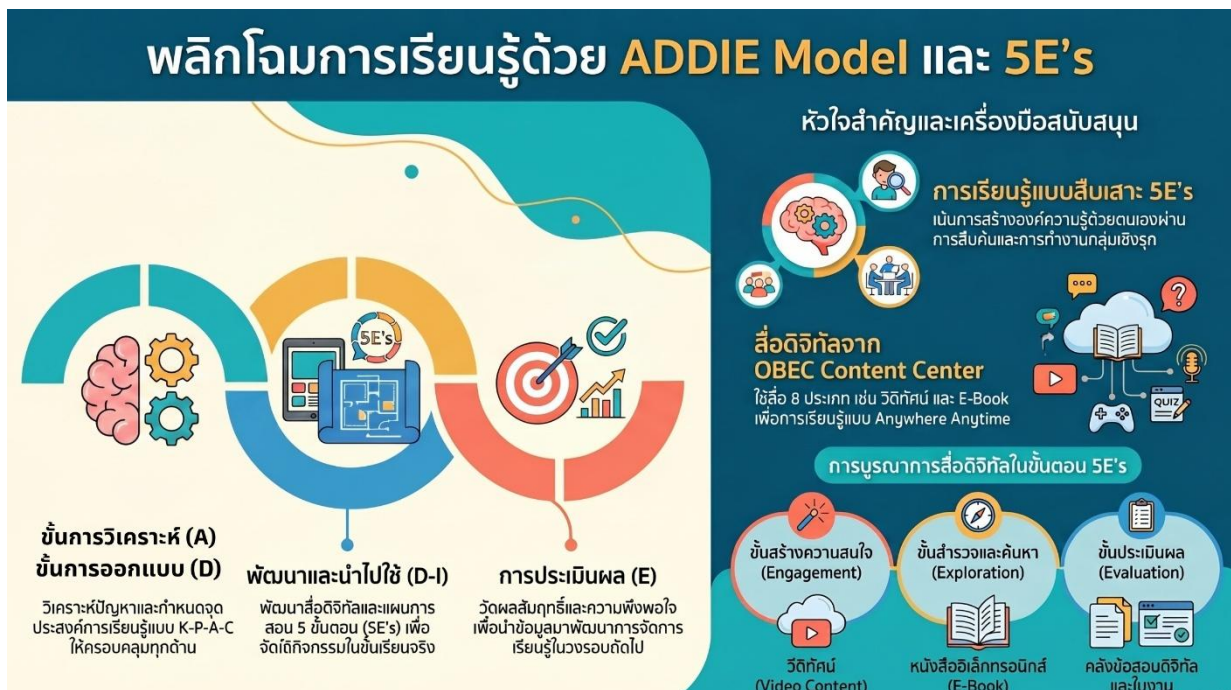 พลิกโฉมการเรียนรู้ด้วย ADDIE Model และ 5E's
5E's
ขั้นการวิเคราะห์ (A)
ขั้นการออกแบบ (D)
วิเคราะห์ปัญหาและกำหนดจุด
ประสงค์การเรียนรู้แบบ K-P-A-C
ให้ครอบคลุมทุกด้าน
พัฒนาและนำไปใช้ (D-I)
พัฒนาสื่อดิจิทัลและแผนการ
สอน 5 ขั้นตอน (5E's) เพื่อ
กิจกรรมในชั้นเรียนจริง
การประเมินผล (E)
วัดผลสัมฤทธิ์และความพึงพอใจ
เพื่อนำข้อมูลมาพัฒนาการจัดการ
เรียนรู้ในวงรอบถัดไป
หัวใจสำคัญและเครื่องมือสนับสนุน
การเรียนรู้แบบสืบเสาะ 5E's
เน้นการสร้างองค์ความรู้ด้วยตนเองผ่าน
การสืบค้นและการทำงานกลุ่มเชิงรุก
สื่อดิจิทัลจาก
OBEC Content Center
ใช้สื่อ 8 ประเภท เช่น วิดิทัศน์ และ E-Book
เพื่อการเรียนรู้แบบ Anywhere Anytime
?
QUIZ
การบูรณาการสื่อดิจิทัลในขั้นตอน 5E's
ขั้นสร้างความสนใจ
(Engagement)
วีดิทัศน์
(Video Content)
ขั้นสำรวจและค้นหา
(Exploration)
หนังสืออิเล็กทรอนิกส์
(E-Book)
ขั้นประเมินผล
(Evaluation)
คลังข้อสอบดิจิทัล
และใบงาน